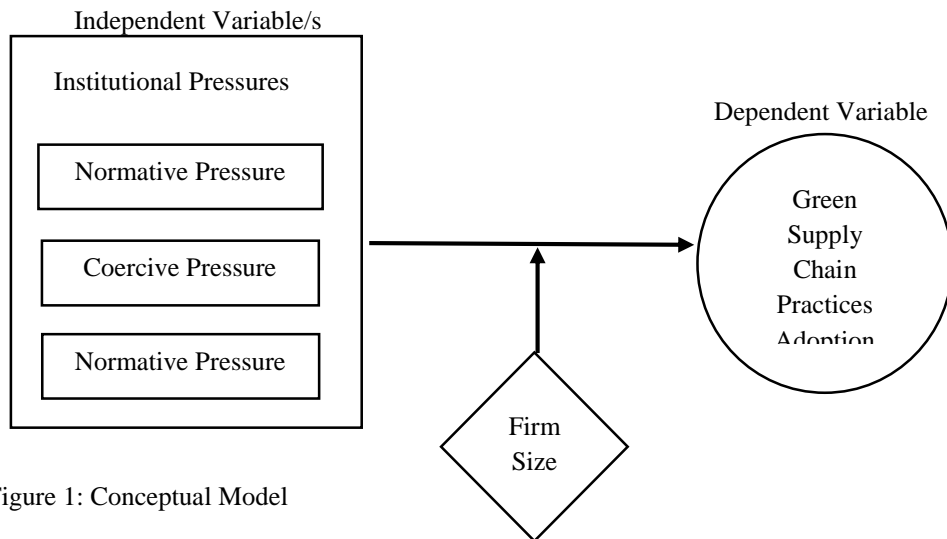 Independent Variable/s
Institutional Pressures
Normative Pressure
Coercive Pressure
Normative Pressure
Dependent Variable
Green
Supply
Chain
Practices
Adoption
Firm
Size
igure 1: Conceptual Model